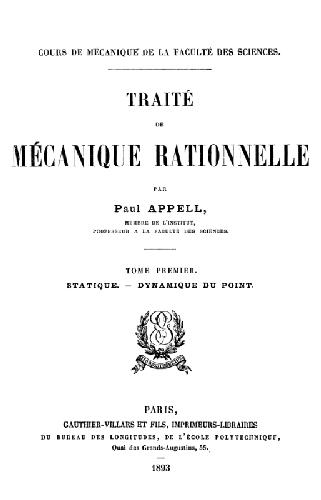 COURS DE MÉCANIQUE DE LA FACULTÉ DES SCIENCES.
TRAITÉ
DE
MÉCANIQUE RATIONNELLE
PAR
Paul APPELL,
MEMBRE DE L'INSTITUT,
PROFESSEUR A LA FACULTÉ DES SCIENCES.
TOME PREMIER.
STATIQUE. — DYNAMIQUE DU POINT.
PARIS,
GAUTHIER-VILLARS ET FILS, IMPRIMEURS-LIBRAIRES
DU BUREAU DES LONGITUDES, DE L'ÉCOLE POLYTECHNIQUE,
Quai des Grands-Augustins, 55.
1893